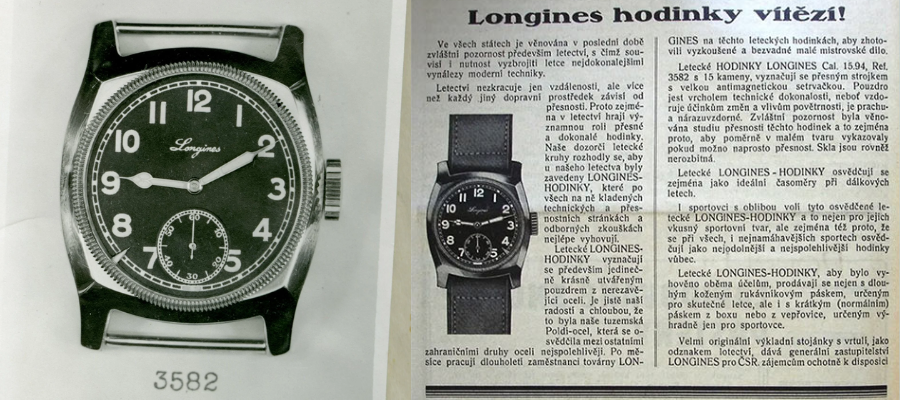 12
11
10
2
9
3
8
4
7
5
Longines
60
30
3582
Longines hodinky vítězí!
Ve všech státech je věnována v poslední době
zvláštní pozornost především letectví, s čímž sou-
visí i nutnost vyzbrojiti letce nejdokonalejšími
vynálezy moderní techniky.
Letectví nezkracuje jen vzdálenosti, ale více
než každý jiný dopravní prostředek závisí od
přesnosti. Proto zejmé-
na v letectví hrají vý-
znamnou roli přesné
a dokonalé hodinky.
Naše dozorčí letecké
kruhy rozhodly se, aby
u našeho letectva byly
zavedeny LONGINES-
HODINKY, které po
všech na ně kladených
technických a přes-
nostních stránkách a
odborných zkouškách
nejlépe vyhovují.
Letecké LONGINES-
HODINKY vyznačují
se především jedineč-
ně krásně utvářeným
pouzdrem z nerezavě-
jící oceli. Je jistě naší
radostí a chloubou, že
to byla naše tuzemská
Poldi-ocel, která se o-
svědčila mezi ostatními
zahraničními druhy oceli nejspolehlivěji. Po mě-
síce pracují dlouholetí zaměstnanci továrny LON-
GINES na těchto leteckých hodinkách, aby zhoto-
vili vyzkoušené a bezvadné malé mistrovské dílo.
Letecké HODINKY LONGINES Cal. 15.94, Ref.
3582 s 15 kameny, vyznačují se přesným strojkem
s velkou antimagnetickou setrvačkou. Pouzdro
jest vrcholem technické dokonalosti, neboť vzdo-
ruje účinkům změn a vlivům povětrnosti, je prachu-
a nárazuvzdorné. Zvláštní pozornost byla věno-
vána studiu přesnosti těchto hodinek a to zejména
proto, aby poměrně v malém tvaru vykazovaly
pokud možno naprosto přesnost. Skla jsou rovněž
nerozbitná.
Letecké LONGINES - HODINKY osvědčují se
zejména jako ideální časoměry při dálkových
letech.
I sportovci s oblibou volí tyto osvědčené le-
tecké LONGINES-HODINKY a to nejen pro jejich
vkusný sportovní tvar, ale zejména též proto, že
se při všech, i nejnamáhavějších sportech osvěd-
čují jako nejodolnější a nejspolehlivější hodinky
vůbec.
Letecké LONGINES-HODINKY, aby bylo vy-
hověno oběma účelům, prodávají se nejen s dlou-
hým koženým rukávníkovým páskem, určeným
pro skutečné letce, ale i s krátkým (normálním)
páskem z boxu nebo z vepřovice, určeným vý-
hradně jen pro sportovce.
Velmi originální výkladní stojánky s vrtulí, jako
odznakem letectví, dává generální zastupitelství
LONGINES pro ČSR. zájemcům ochotně k disposici